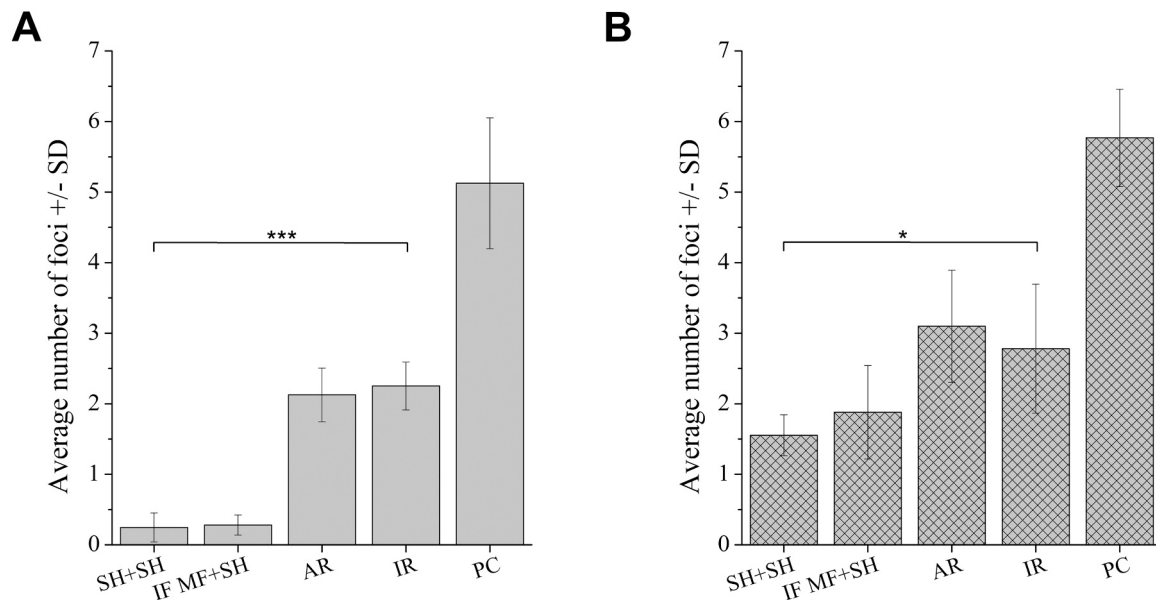 A
Average number of foci +/- SD
7
6
5
4
3
2
1
0
***
SH+SH
IF MF+SH
AR
IR
PC
B
Average number of foci +/- SD
7
6
5
4
3
2
1
0
*
SH+SH
IF MF+SH
AR
IR
PC